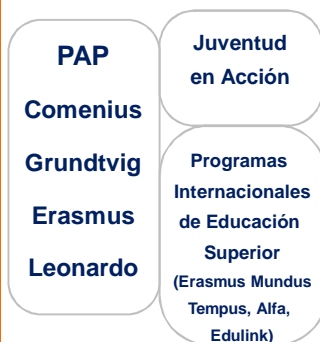 PAP
Comenius
Grundtvig
Erasmus
Leonardo
Juventud
en Acción
Programas
Internacionales
de Educación
Superior
(Erasmus Mundus
Tempus, Alfa,
Edulink)